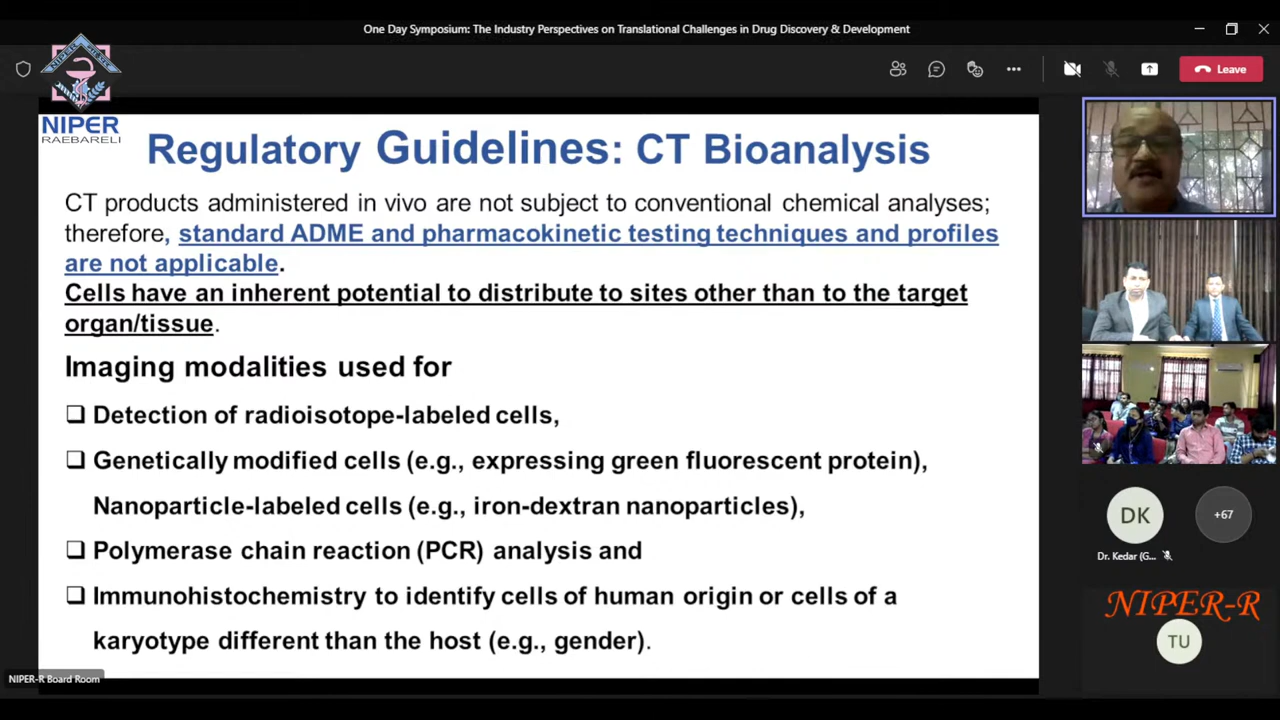 One Day Symposium: The Industry Perspectives on Translational Challenges in Drug Discovery & Development
Leave
NIPER
RAEBARELI
Regulatory Guidelines: CT Bioanalysis
CT products administered in vivo are not subject to conventional chemical analyses;
therefore, standard ADME and pharmacokinetic testing techniques and profiles
are not applicable.
Cells have an inherent potential to distribute to sites other than to the target
organ/tissue.
Imaging modalities used for
❑ Detection of radioisotope-labeled cells,
❑ Genetically modified cells (e.g., expressing green fluorescent protein),
Nanoparticle-labeled cells (e.g., iron-dextran nanoparticles),
❑ Polymerase chain reaction (PCR) analysis and
❑ Immunohistochemistry to identify cells of human origin or cells of a
karyotype different than the host (e.g., gender).
DK
+67
Dr. Kedar (G...
NIPER-R
TU
NIPER-R Board Room